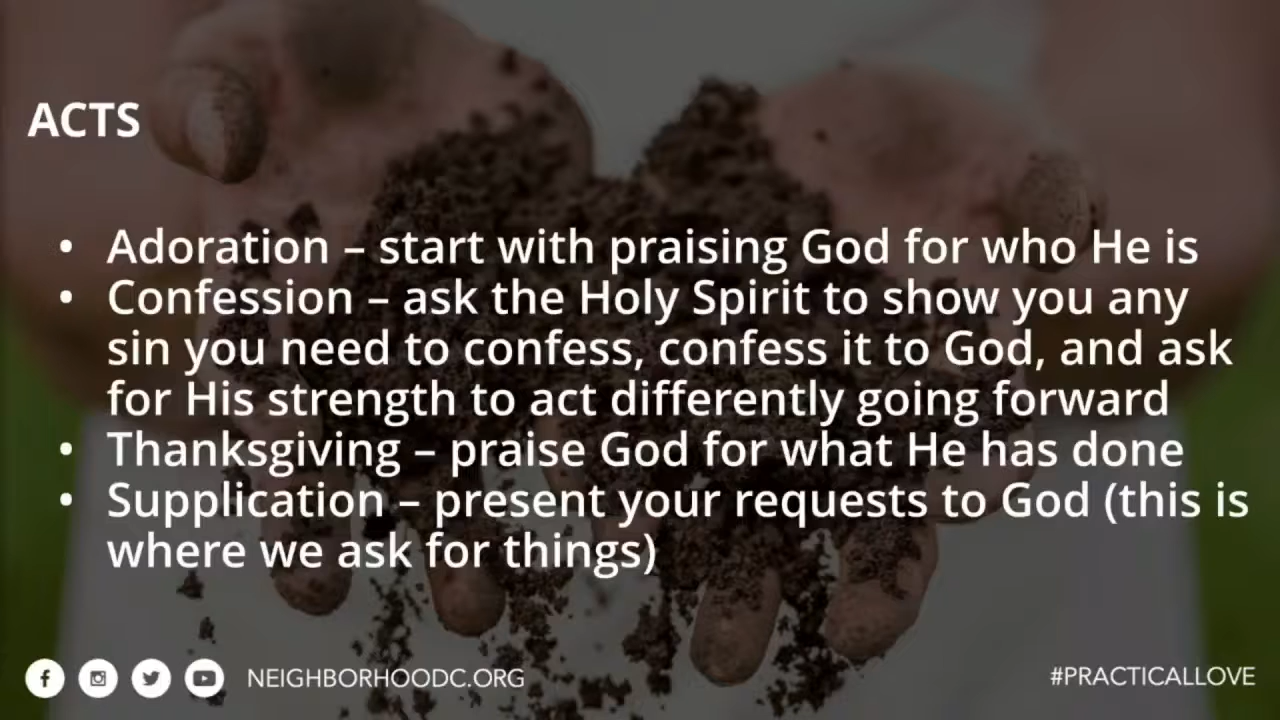 ACTS
• Adoration – start with praising God for who He is
• Confession – ask the Holy Spirit to show you any
sin you need to confess, confess it to God, and ask
for His strength to act differently going forward
• Thanksgiving – praise God for what He has done
• Supplication – present your requests to God (this is
where we ask for things)
NEIGHBORHOODC.ORG
#PRACTICALLOVE